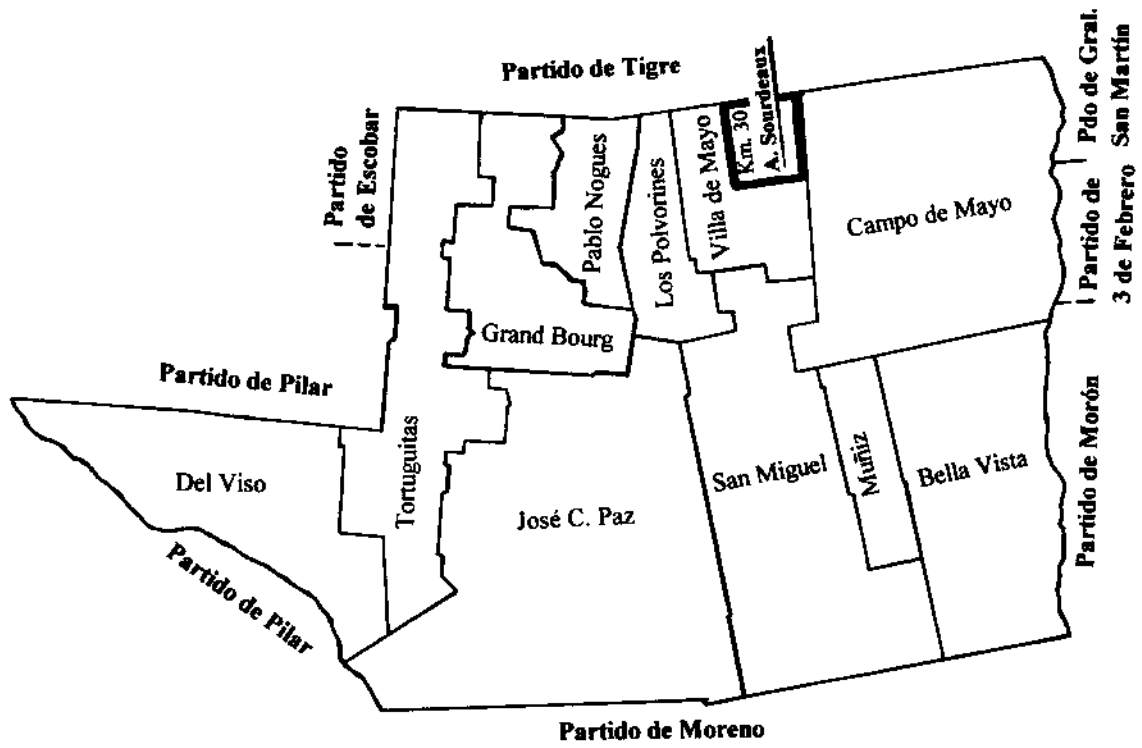 Partido de Tigre
Pdo de Gral.
San Martín
Partido
de Escobar
Pablo Nogues
Los Polvorines
Villa de Mayo
Km. 30
A. Sourdeaux
Campo de Mayo
Partido de
3 de Febrero
Grand Bourg
Partido de Pilar
Del Viso
Tortuguitas
José C. Paz
San Miguel
Muñiz
Bella Vista
Partido de Morón
Partido de Pilar
Partido de Moreno